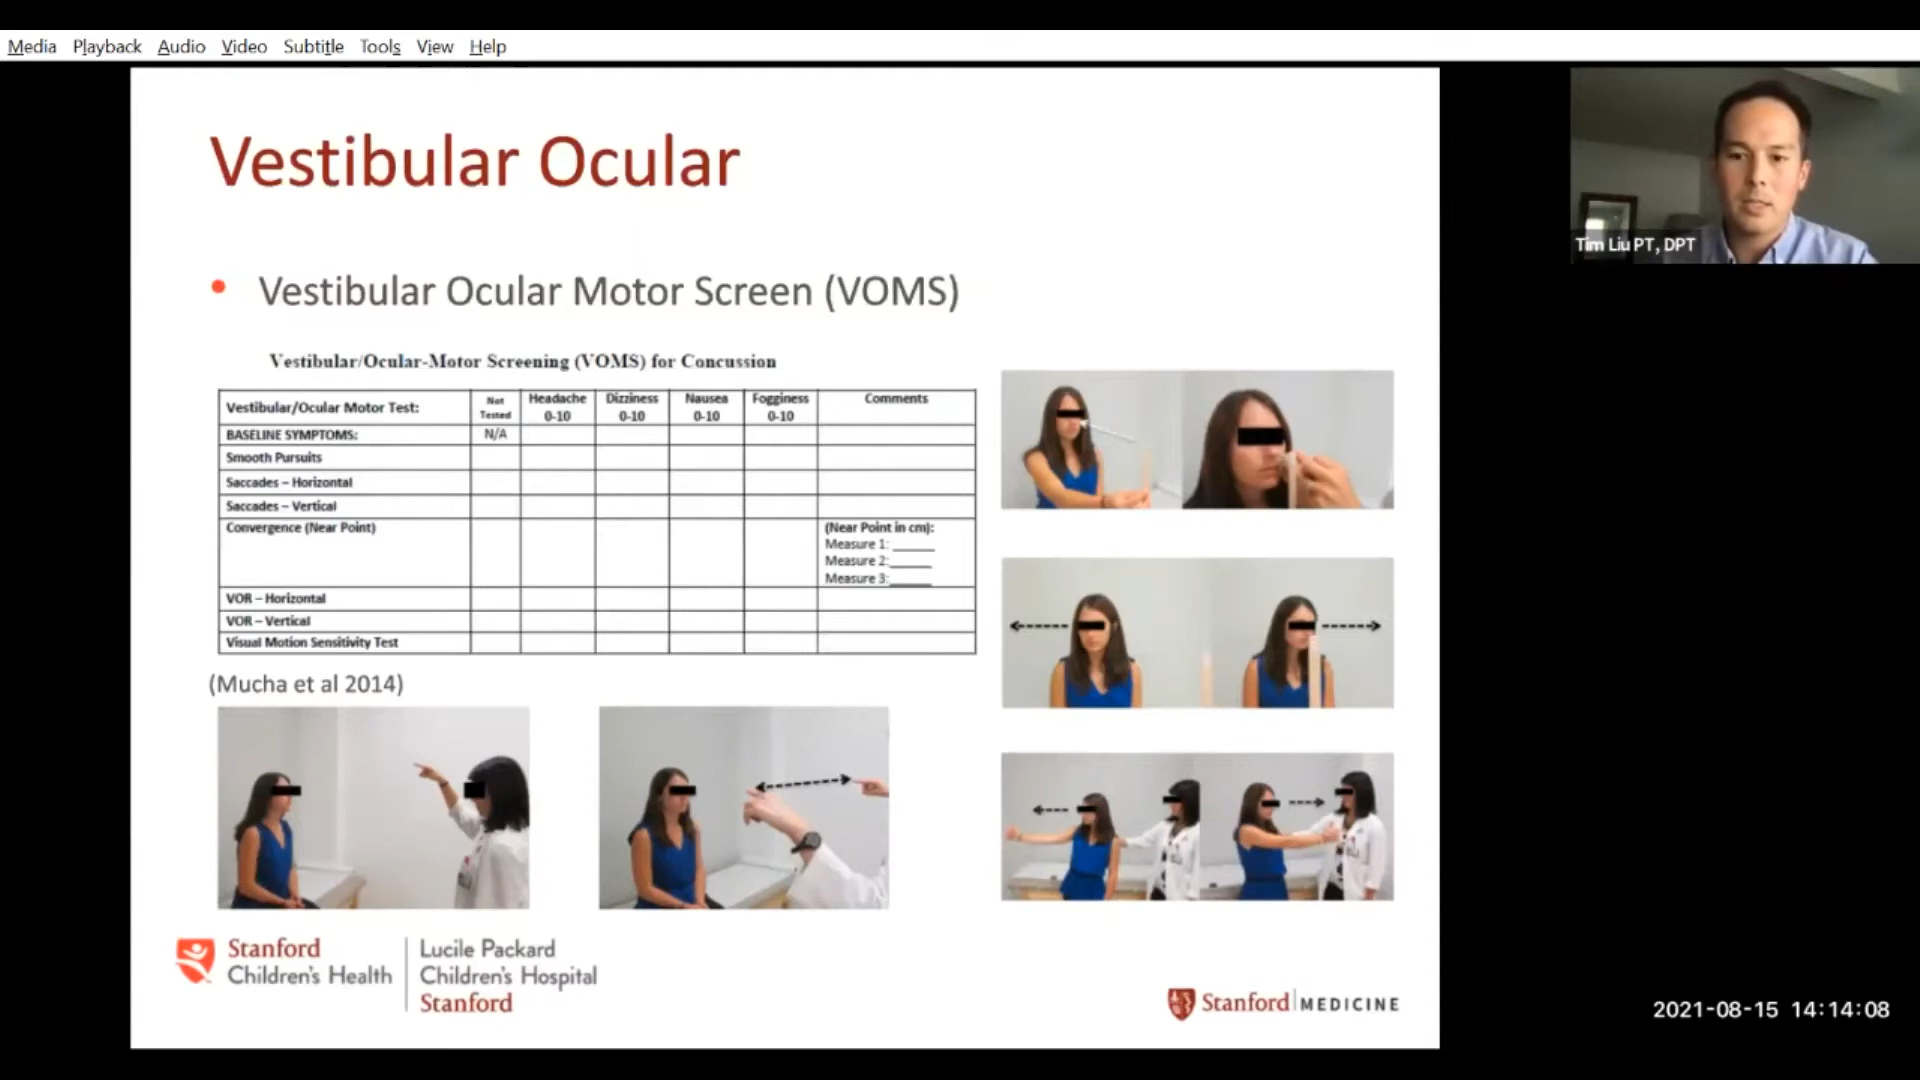 Media Playback Audio Video Subtitle Tools View Help
Vestibular Ocular
• Vestibular Ocular Motor Screen (VOMS)
Vestibular/Ocular-Motor Screening (VOMS) for Concussion
Vestibular/Ocular Motor Test: Not Tested Headache 0-10 Dizziness 0-10 Nausea 0-10 Fogginess 0-10 Comments
BASELINE SYMPTOMS: N/A
Smooth Pursuits
Saccades – Horizontal
Saccades – Vertical
Convergence (Near Point) (Near Point in cm):
Measure 1: ______
Measure 2:______
Measure 3:______
VOR – Horizontal
VOR – Vertical
Visual Motion Sensitivity Test
(Mucha et al 2014)
Stanford
Children's Health
Lucile Packard
Children's Hospital
Stanford
Stanford MEDICINE
Tim Liu PT, DPT
2021-08-15 14:14:08